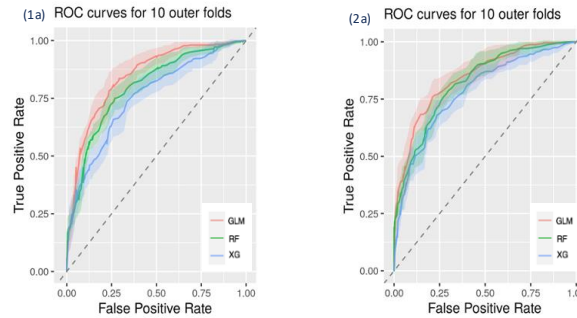 (1a) ROC curves for 10 outer folds
True Positive Rate
1.00
0.75
0.50
0.25
0.00
GLM
RF
XG
0.00 0.25 0.50 0.75 1.00
False Positive Rate
(2a) ROC curves for 10 outer folds
True Positive Rate
1.00
0.75
0.50
0.25
0.00
GLM
RF
XG
0.00 0.25 0.50 0.75 1.00
False Positive Rate